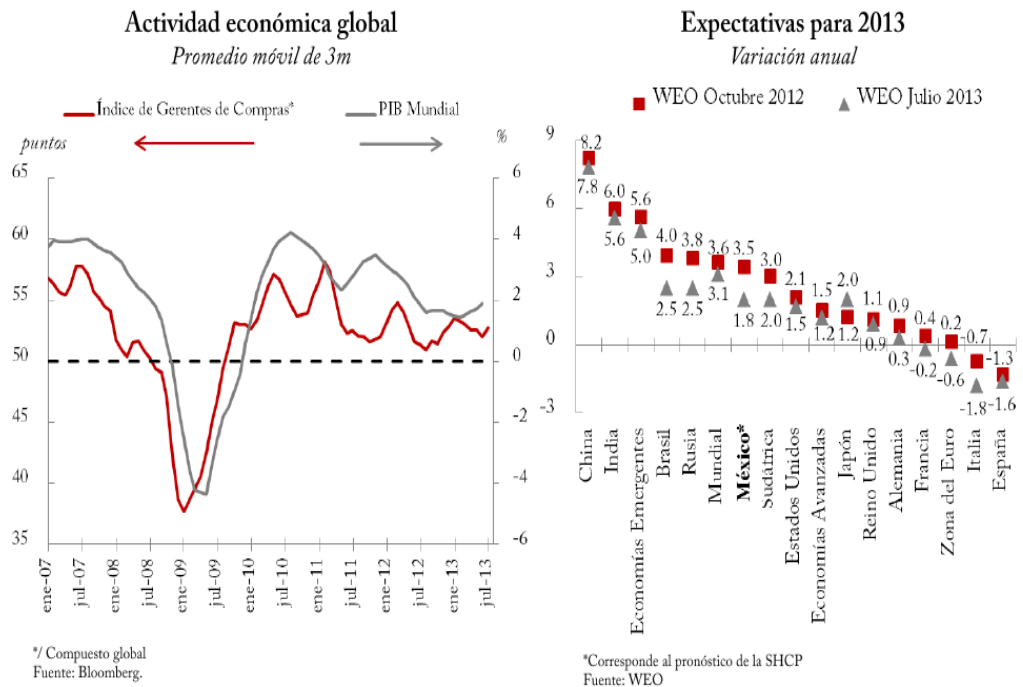 Actividad económica global
Promedio móvil de 3m
Índice de Gerentes de Compras*
PIB Mundial
puntos
%
65
60
55
50
45
40
35
6
4
2
0
-2
-4
-6
ene-07
jul-07
ene-08
jul-08
ene-09
jul-09
ene-10
jul-10
ene-11
jul-11
ene-12
jul-12
ene-13
jul-13
*/ Compuesto global
Fuente: Bloomberg.
Expectativas para 2013
Variación anual
WEO Octubre 2012
WEO Julio 2013
9
6
3
0
-3
8.2
7.8
6.0
5.6
5.6
5.0
4.0
2.5
3.8
2.5
3.6
3.1
3.5
1.8
3.0
2.0
2.1
1.5
1.5
1.2
2.0
1.2
1.1
0.9
0.9
0.3
0.4
-0.2
0.2
-0.6
-0.7
-1.8
-1.3
-1.6
China
India
Economías Emergentes
Brasil
Rusia
Mundial
México*
Sudátrica
Estados Unidos
Economías Avanzadas
Japón
Reino Unido
Alemania
Francia
Zona del Euro
Italia
España
*Corresponde al pronóstico de la SHCP
Fuente: WEO